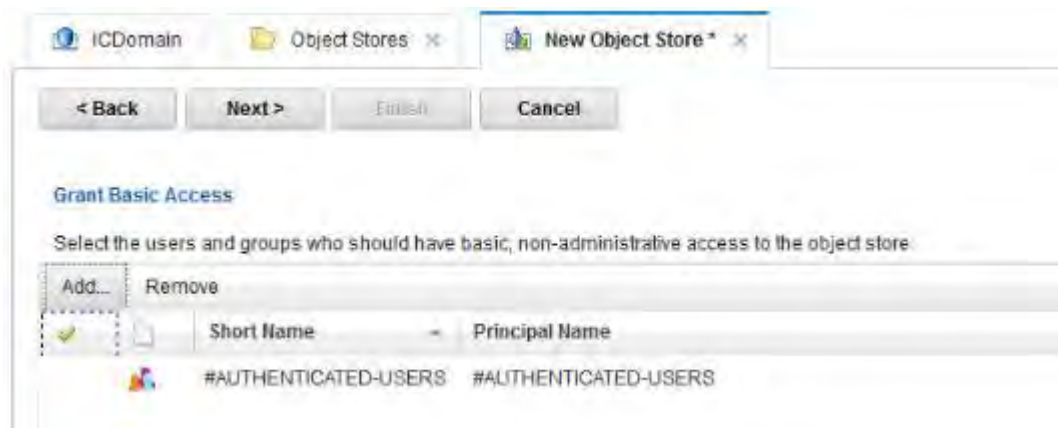 ICDomain Object Stores New Object Store *
< Back Next > Finish Cancel
Grant Basic Access
Select the users and groups who should have basic, non-administrative access to the object store.
Add... Remove
Short Name Principal Name
#AUTHENTICATED-USERS #AUTHENTICATED-USERS